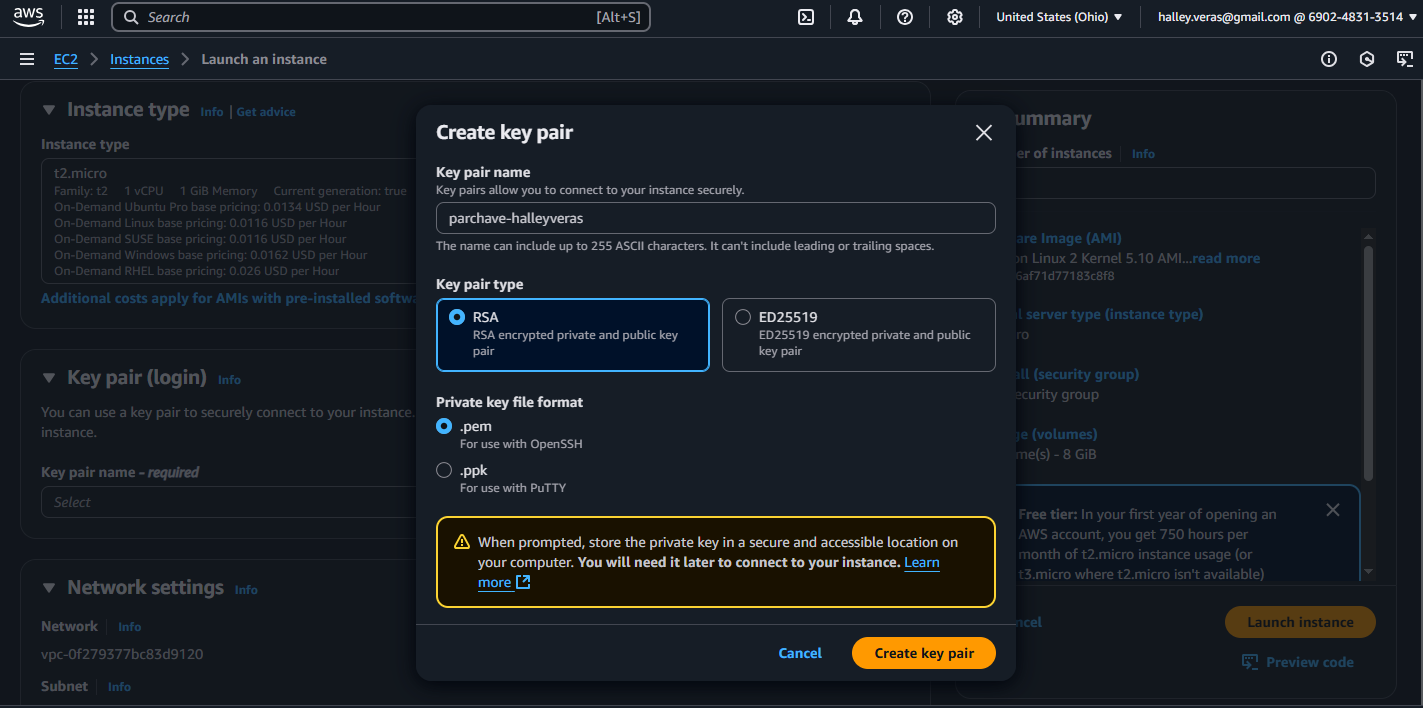 aws
Search
[Alt+S]
United States (Ohio)
halley.veras@gmail.com @ 6902-4831-3514
EC2
Instances
Launch an instance
Instance type
Info
Get advice
Instance type
t2.micro
Family: t2 1 vCPU 1 GiB Memory Current generation: true
On-Demand Ubuntu Pro base pricing: 0.0134 USD per Hour
On-Demand Linux base pricing: 0.0116 USD per Hour
On-Demand SUSE base pricing: 0.0116 USD per Hour
On-Demand Windows base pricing: 0.0162 USD per Hour
On-Demand RHEL base pricing: 0.026 USD per Hour
Additional costs apply for AMIs with pre-installed softwa
Key pair (login)
Info
You can use a key pair to securely connect to your instance.
instance.
Key pair name - required
Select
Network settings
Info
Network
Info
vpc-0f279377bc83d9120
Subnet
Info
Create key pair
Key pair name
Key pairs allow you to connect to your instance securely.
parchave-halleyveras
The name can include up to 255 ASCII characters. It can't include leading or trailing spaces.
Key pair type
RSA
RSA encrypted private and public key
pair
ED25519
ED25519 encrypted private and public
key pair
Private key file format
.pem
For use with OpenSSH
.ppk
For use with PuTTY
When prompted, store the private key in a secure and accessible location on
your computer. You will need it later to connect to your instance. Learn
more
Cancel
Create key pair
ummary
er of instances
Info
are Image (AMI)
on Linux 2 Kernel 5.10 AMI...read more
6af71d77183c8f8
l server type (instance type)
ro
all (security group)
ecurity group
ge (volumes)
me(s) - 8 GiB
Free tier: In your first year of opening an
AWS account, you get 750 hours per
month of t2.micro instance usage (or
t3.micro where t2.micro isn't available)
ncel
Launch instance
Preview code